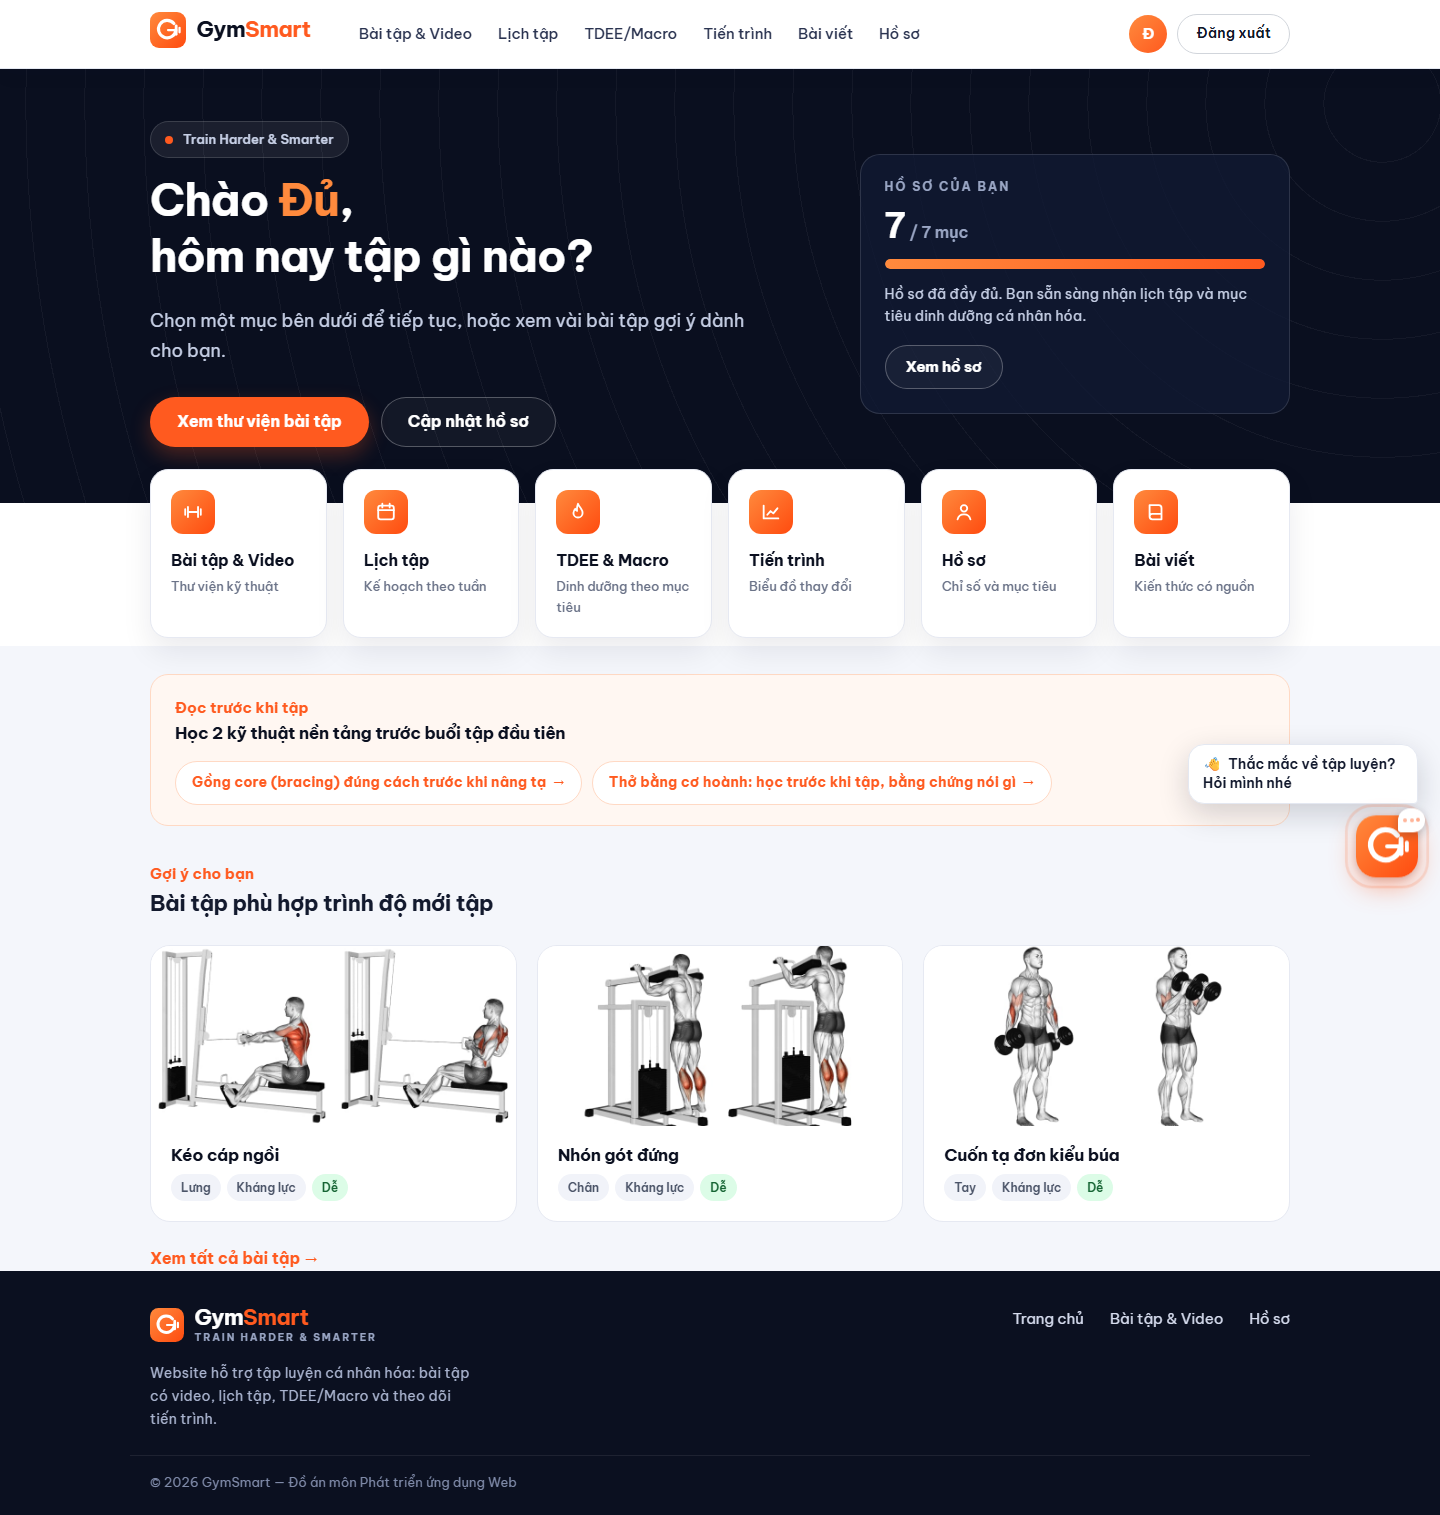 GymSmart
Bài tập & Video
Lịch tập
TDEE/Macro
Tiến trình
Bài viết
Hồ sơ
Đ
Đăng xuất
Train Harder & Smarter
Chào Đủ,
hôm nay tập gì nào?
Chọn một mục bên dưới để tiếp tục, hoặc xem vài bài tập gợi ý dành
cho bạn.
Xem thư viện bài tập
Cập nhật hồ sơ
HỒ SƠ CỦA BẠN
7 / 7 mục
Hồ sơ đã đầy đủ. Bạn sẵn sàng nhận lịch tập và mục
tiêu dinh dưỡng cá nhân hóa.
Xem hồ sơ
Bài tập & Video
Thư viện kỹ thuật
Lịch tập
Kế hoạch theo tuần
TDEE & Macro
Dinh dưỡng theo mục
tiêu
Tiến trình
Biểu đồ thay đổi
Hồ sơ
Chỉ số và mục tiêu
Bài viết
Kiến thức có nguồn
Đọc trước khi tập
Học 2 kỹ thuật nền tảng trước buổi tập đầu tiên
Gồng core (bracing) đúng cách trước khi nâng tạ →
Thở bằng cơ hoành: học trước khi tập, bằng chứng nói gì →
👋 Thắc mắc về tập luyện?
Hỏi mình nhé
Gợi ý cho bạn
Bài tập phù hợp trình độ mới tập
Kéo cáp ngồi
Lưng
Kháng lực
Dễ
Nhón gót đứng
Chân
Kháng lực
Dễ
Cuốn tạ đơn kiểu búa
Tay
Kháng lực
Dễ
Xem tất cả bài tập →
GymSmart
TRAIN HARDER & SMARTER
Trang chủ
Bài tập & Video
Hồ sơ
Website hỗ trợ tập luyện cá nhân hóa: bài tập
có video, lịch tập, TDEE/Macro và theo dõi
tiến trình.
© 2026 GymSmart — Đồ án môn Phát triển ứng dụng Web